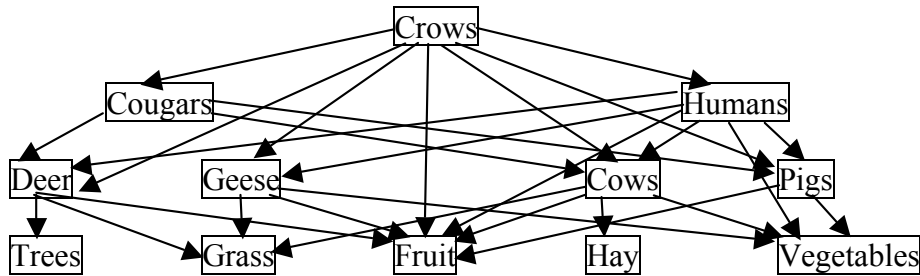 Crows
Cougars Humans
Deer Geese Cows Pigs
Trees Grass Fruit Hay Vegetables